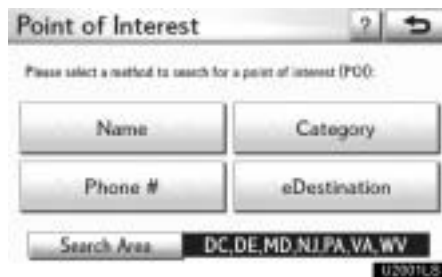 Point of Interest ?
Please select a method to search for a point of interest (POI):
Name Category
Phone # eDestination
Search Area DC,DE,MD,NJ,PA,VA,WV
U2001LS